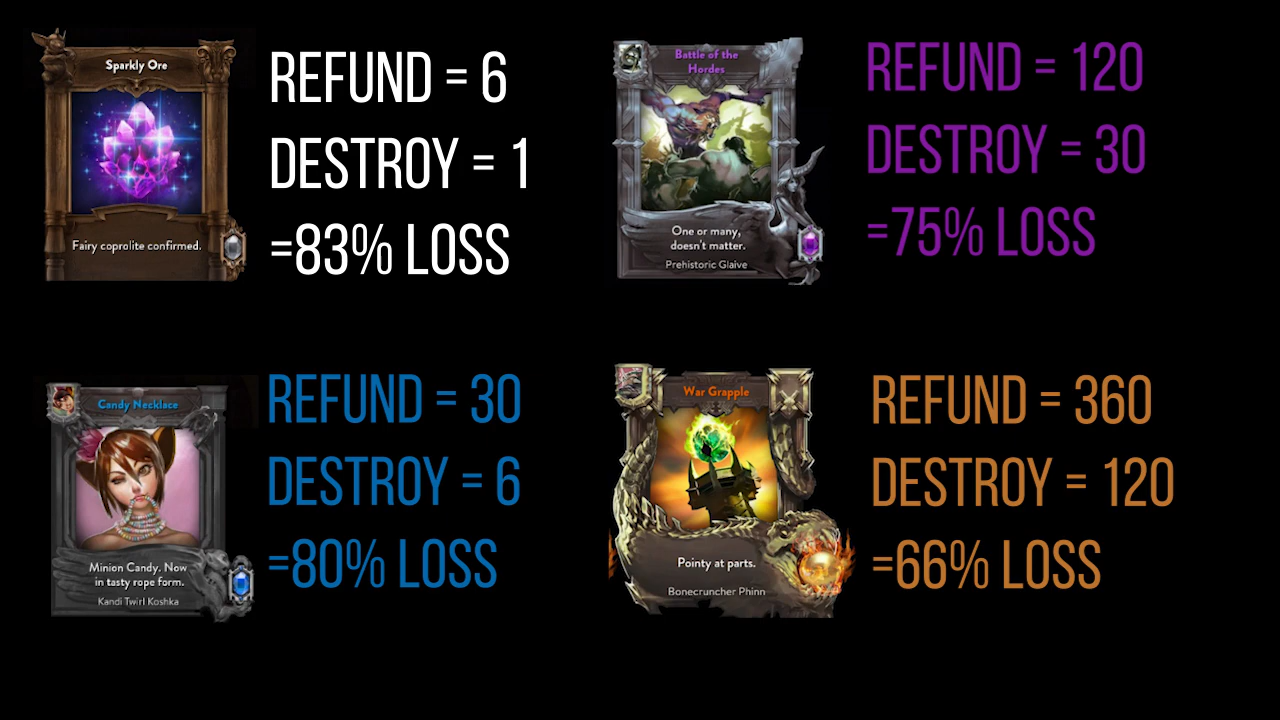 Sparkly Ore
Fairy coprolite confirmed.
REFUND = 6
DESTROY = 1
=83% LOSS
Battle of the
Hordes
One or many,
doesn't matter.
Prehistoric Glaive
REFUND = 120
DESTROY = 30
=75% LOSS
Candy Necklace
Minion Candy. Now
in tasty rope form.
Kandi Twirl Koshka
REFUND = 30
DESTROY = 6
=80% LOSS
War Grapple
Pointy at parts.
Bonecruncher Phinn
REFUND = 360
DESTROY = 120
=66% LOSS